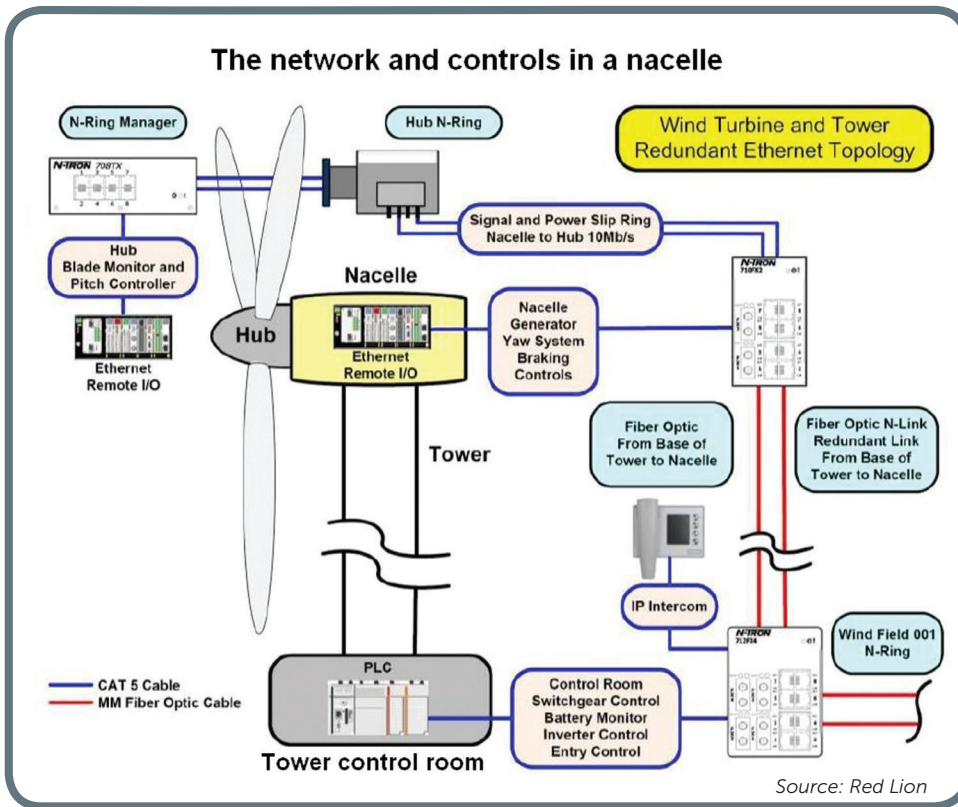 The network and controls in a nacelle
N-Ring Manager
Hub N-Ring
Wind Turbine and Tower
Redundant Ethernet Topology
N-TRON 708TX
Signal and Power Slip Ring
Nacelle to Hub 10Mb/s
Hub
Blade Monitor and
Pitch Controller
N-TRON
Nacelle
Nacelle
Generator
Yaw System
Braking
Controls
Hub
Ethernet
Remote I/O
Ethernet
Remote I/O
Fiber Optic
From Base of
Tower to Nacelle
Fiber Optic N-Link
Redundant Link
From Base of
Tower to Nacelle
Tower
IP Intercom
N-TRON
Wind Field 001
N-Ring
PLC
CAT 5 Cable
MM Fiber Optic Cable
Control Room
Switchgear Control
Battery Monitor
Inverter Control
Entry Control
Tower control room
Source: Red Lion